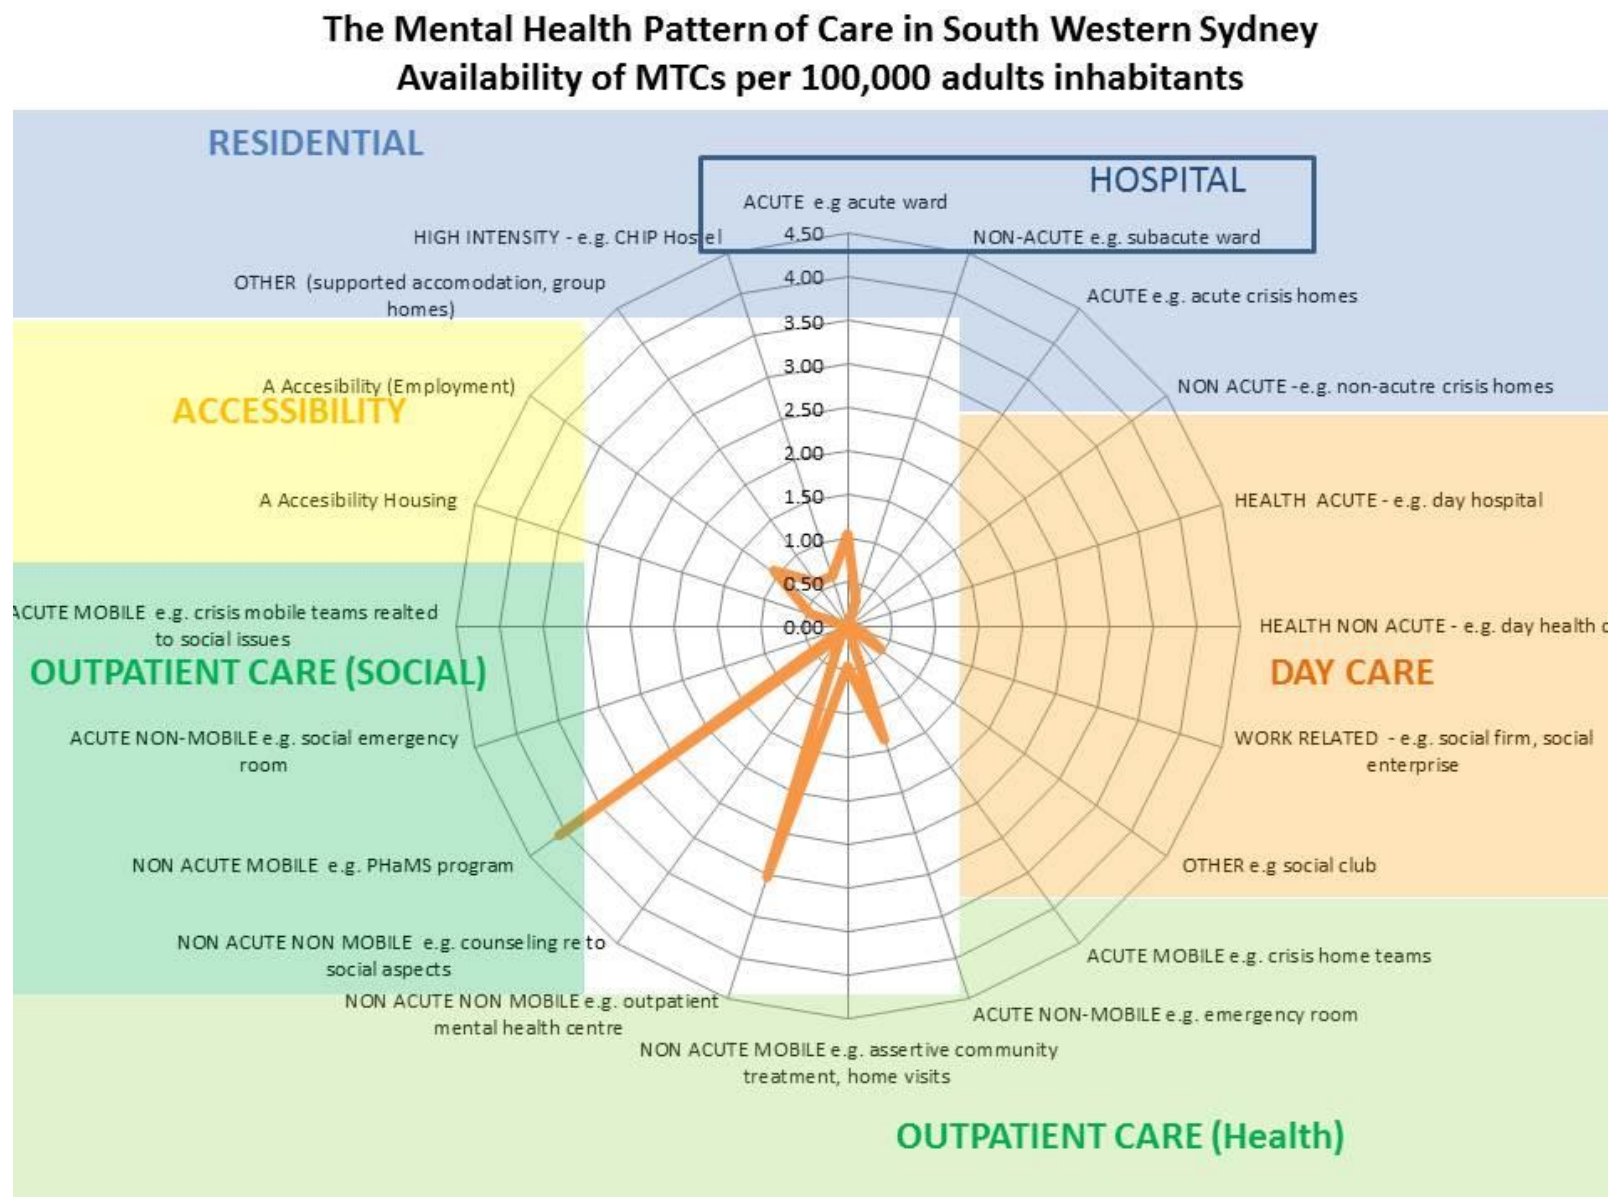 The Mental Health Pattern of Care in South Western Sydney
Availability of MTCs per 100,000 adults inhabitants
RESIDENTIAL
HOSPITAL
ACUTE e.g acute ward
HIGH INTENSITY - e.g. CHIP Hostel
4.50
NON-ACUTE e.g. subacute ward
OTHER (supported accomodation, group
homes)
4.00
ACUTE e.g. acute crisis homes
3.50
3.00
A Accesibility (Employment)
NON ACUTE -e.g. non-acutre crisis homes
ACCESSIBILITY
2.50
2.00
A Accesibility Housing
1.50
HEALTH ACUTE - e.g. day hospital
1.00
0.50
ACUTE MOBILE e.g. crisis mobile teams realted
to social issues
0.00
HEALTH NON ACUTE - e.g. day health
OUTPATIENT CARE (SOCIAL)
DAY CARE
ACUTE NON-MOBILE e.g. social emergency
room
WORK RELATED - e.g. social firm, social
enterprise
NON ACUTE MOBILE e.g. PHaMS program
OTHER e.g social club
NON ACUTE NON MOBILE e.g. counseling re to
social aspects
ACUTE MOBILE e.g. crisis home teams
NON ACUTE NON MOBILE e.g. outpatient
mental health centre
ACUTE NON-MOBILE e.g. emergency room
NON ACUTE MOBILE e.g. assertive community
treatment, home visits
OUTPATIENT CARE (Health)